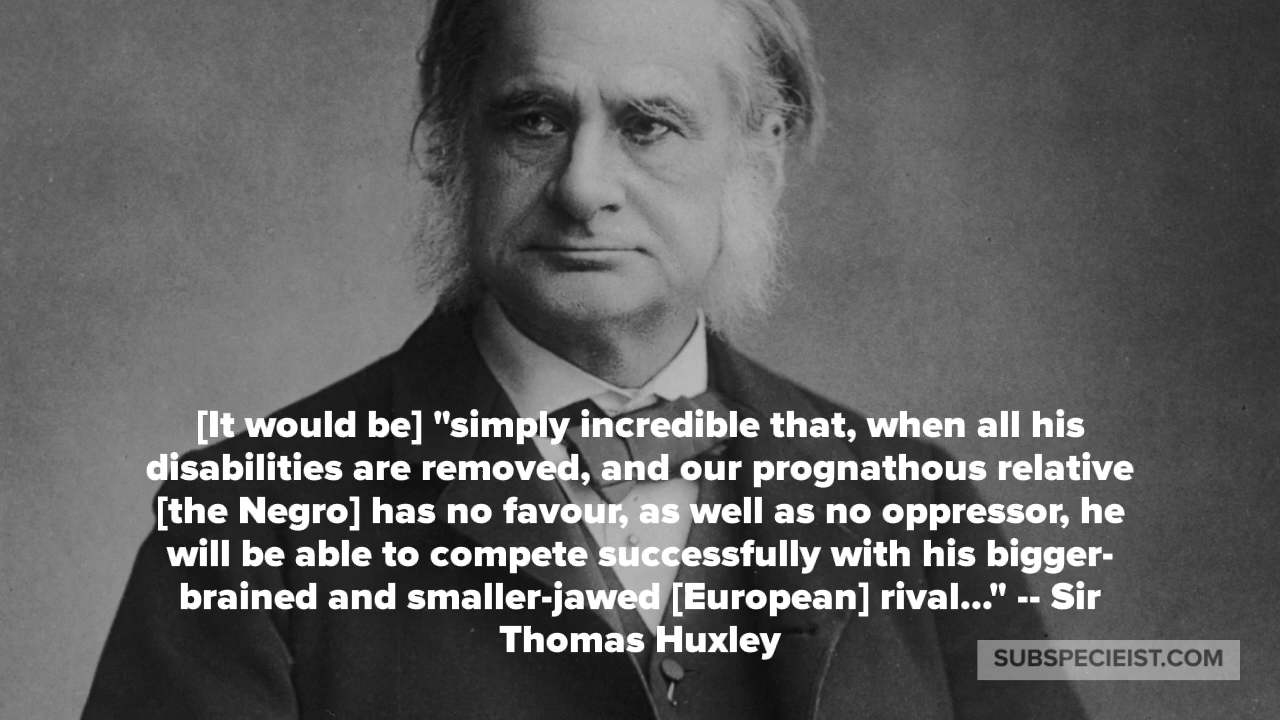 [It would be] "simply incredible that, when all his
disabilities are removed, and our prognathous relative
[the Negro] has no favour, as well as no oppressor, he
will be able to compete successfully with his bigger-
brained and smaller-jawed [European] rival..." -- Sir
Thomas Huxley
SUBSPECIEIST.COM